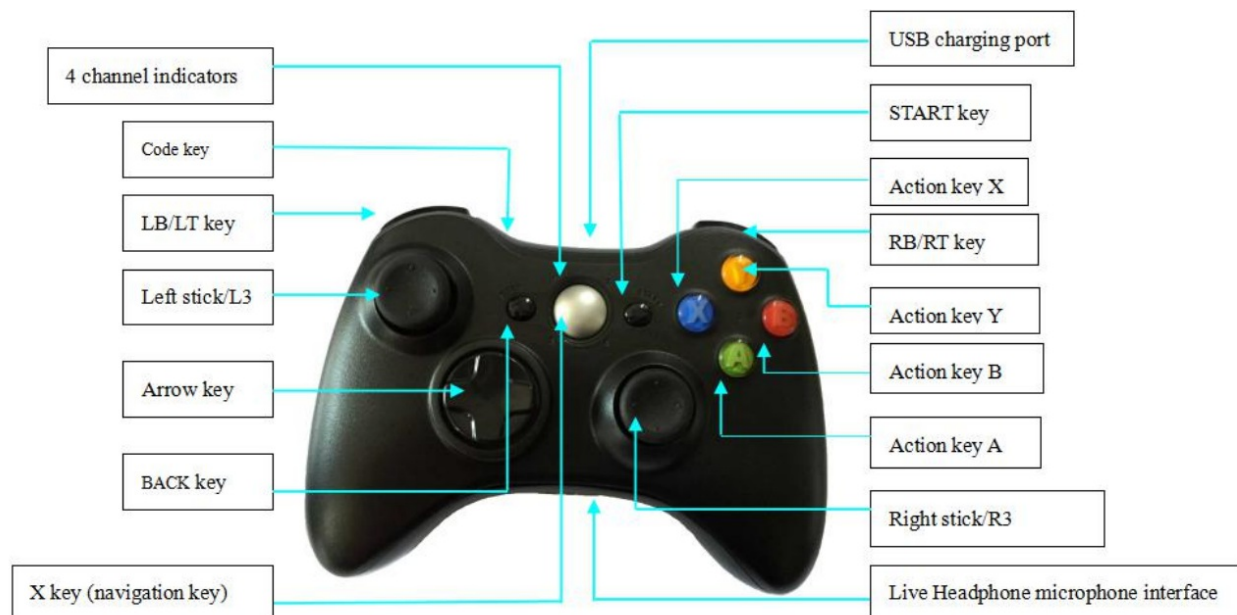 4 channel indicators
Code key
LB/LT key
Left stick/L3
Arrow key
BACK key
X key (navigation key)
USB charging port
START key
Action key X
RB/RT key
Action key Y
Action key B
Action key A
Right stick/R3
Live Headphone microphone interface
X
Y
B
A